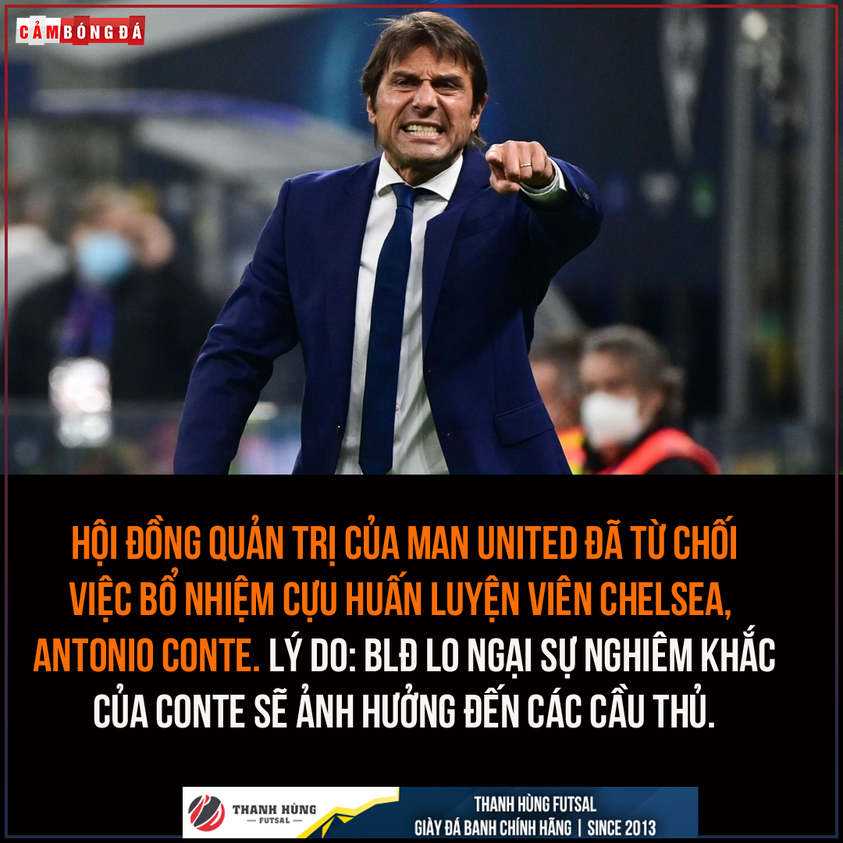 CẢMBÓNGĐÁ
HỘI ĐỒNG QUẢN TRỊ CỦA MAN UNITED ĐÃ TỪ CHỐI
VIỆC BỔ NHIỆM CỰU HUẤN LUYỆN VIÊN CHELSEA,
ANTONIO CONTE. LÝ DO: BLĐ LO NGẠI SỰ NGHIÊM KHẮC
CỦA CONTE SẼ ẢNH HƯỞNG ĐẾN CÁC CẦU THỦ.
THANH HÙNG
FUTSAL
THANH HÙNG FUTSAL
GIÀY ĐÁ BANH CHÍNH HÃNG | SINCE 2013